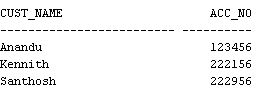 CUST_NAME ACC_NO
------------------------- ----------
Anandu 123456
Kennith 222156
Santhosh 222956